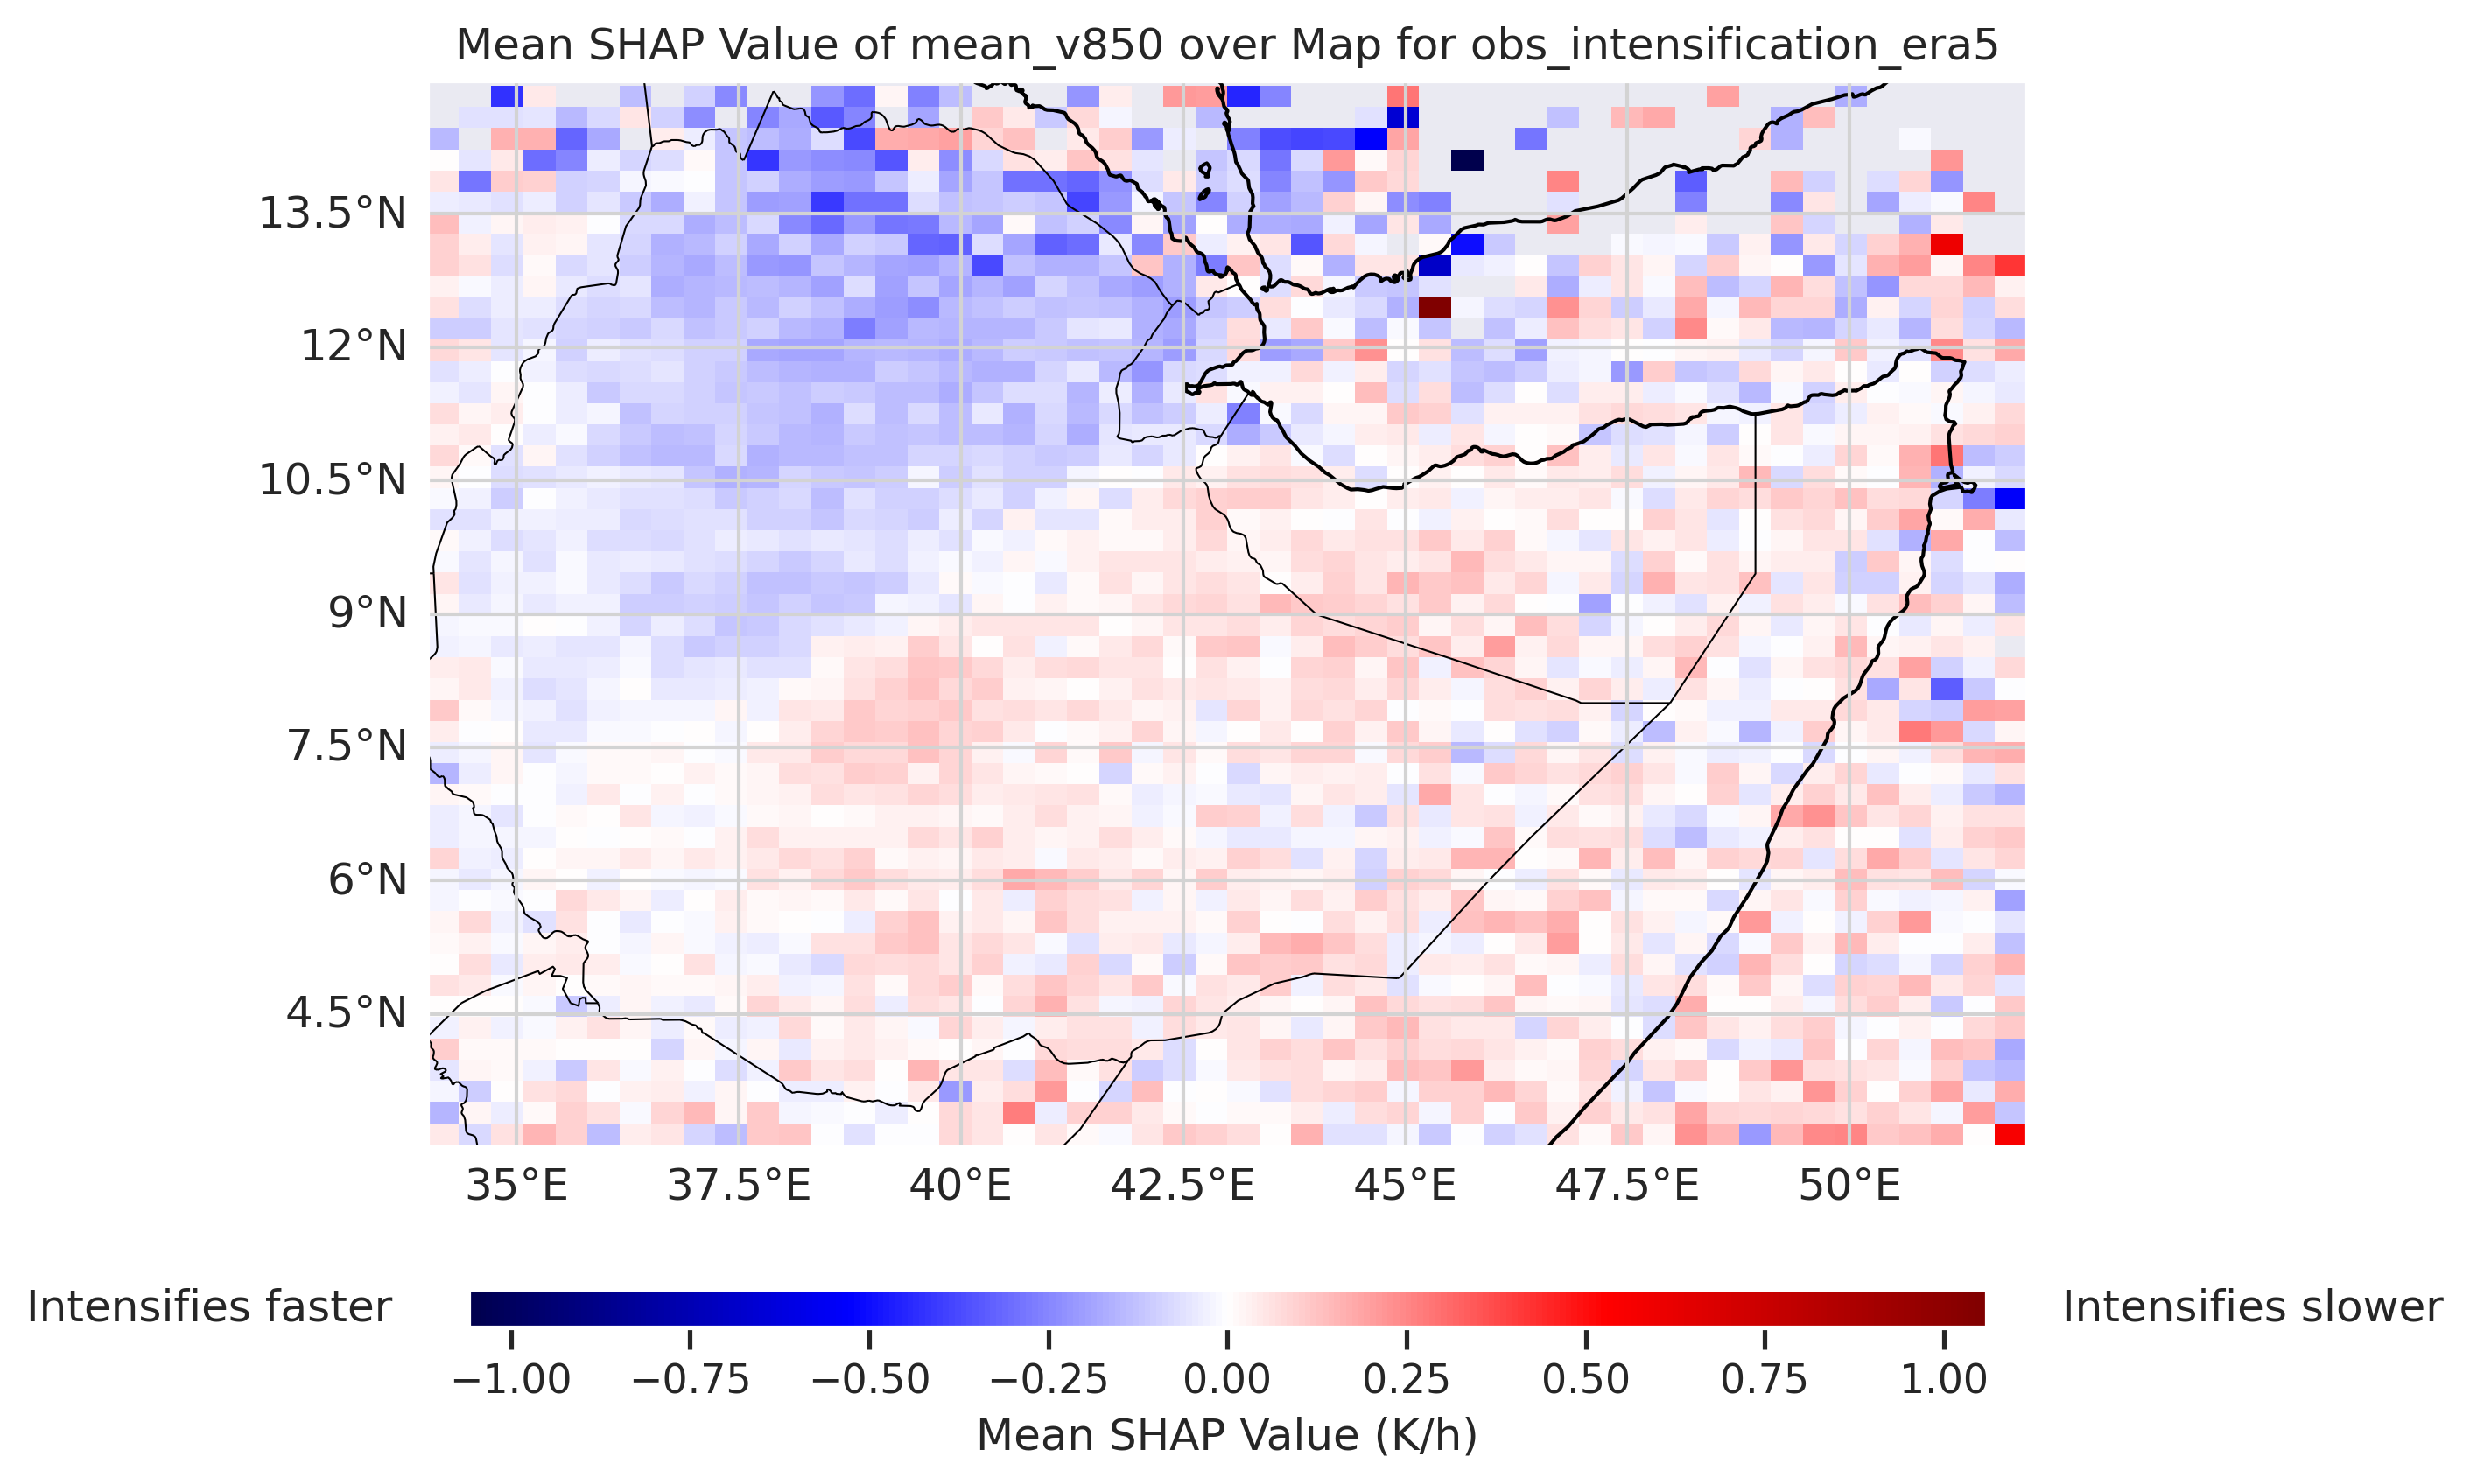 Mean SHAP Value of mean_v850 over Map for obs_intensification_era5
13.5°N
12°N
10.5°N
9°N
7.5°N
6°N
4.5°N
35°E 37.5°E 40°E 42.5°E 45°E 47.5°E 50°E
Intensifies faster
Intensifies slower
−1.00 −0.75 −0.50 −0.25 0.00 0.25 0.50 0.75 1.00
Mean SHAP Value (K/h)